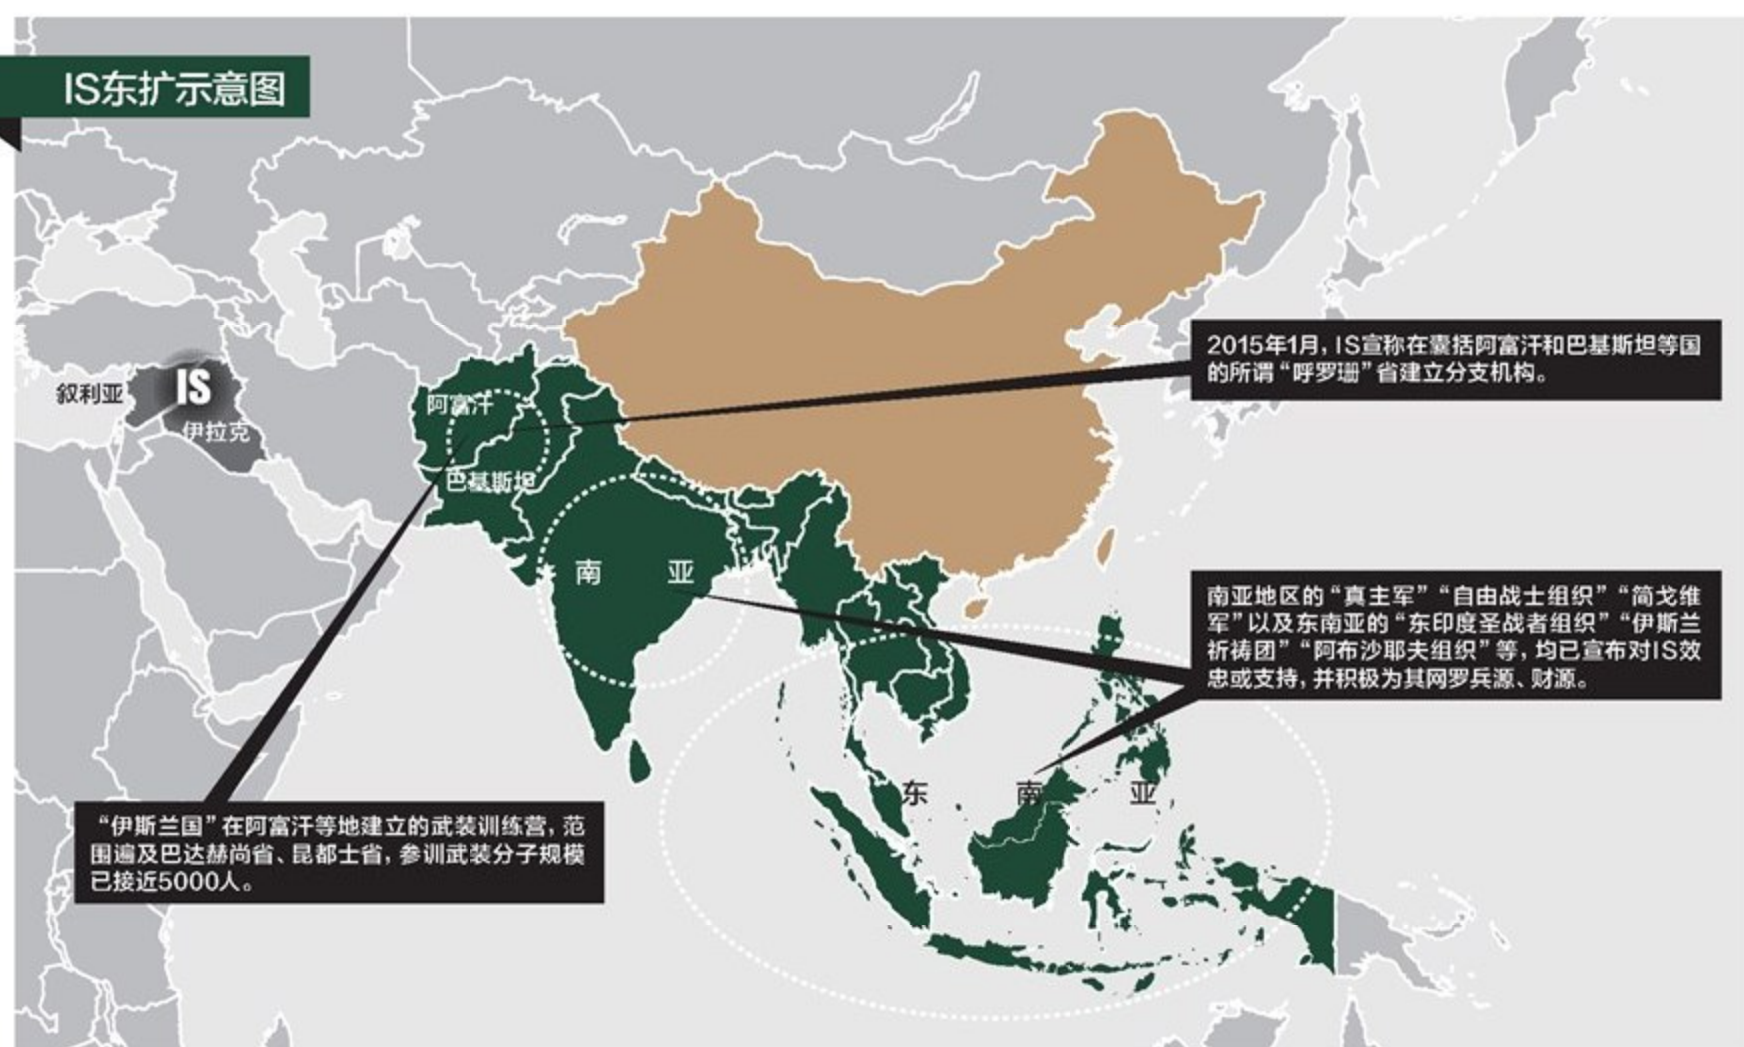 IS东扩示意图
叙利亚
IS
伊拉克
阿富汗
巴基斯坦
南亚
东南亚
2015年1月，IS宣称在囊括阿富汗和巴基斯坦等国
的所谓“呼罗珊”省建立分支机构。
南亚地区的“真主军”“自由战士组织”“简戈维
军”以及东南亚的“东印度圣战者组织”“伊斯兰
祈祷团”“阿布沙耶夫组织”等，均已宣布对IS效
忠或支持，并积极为其网罗兵源、财源。
“伊斯兰国”在阿富汗等地建立的武装训练营，范
围遍及巴达赫尚省、昆都士省，参训武装分子规模
已接近5000人。